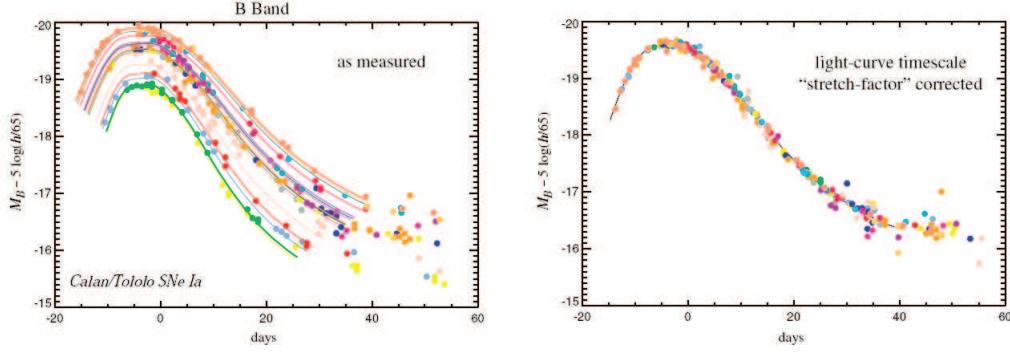 B Band
as measured
Calan/Tololo SNe Ia
M_B – 5 log(h/65)
-20
-19
-18
-17
-16
-15
-20
0
20
40
60
days
light-curve timescale
“stretch-factor” corrected
M_B – 5 log(h/65)
-20
-19
-18
-17
-16
-15
-20
0
20
40
60
days